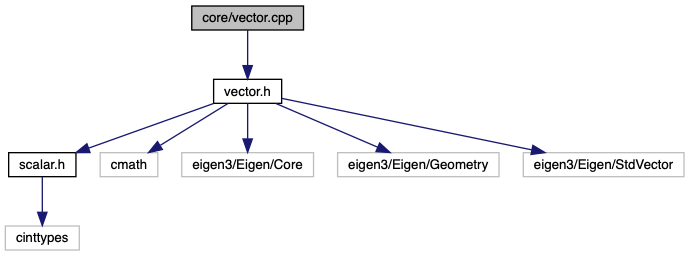 core/vector.cpp
vector.h
scalar.h
cmath
eigen3/Eigen/Core
eigen3/Eigen/Geometry
eigen3/Eigen/StdVector
cinttypes